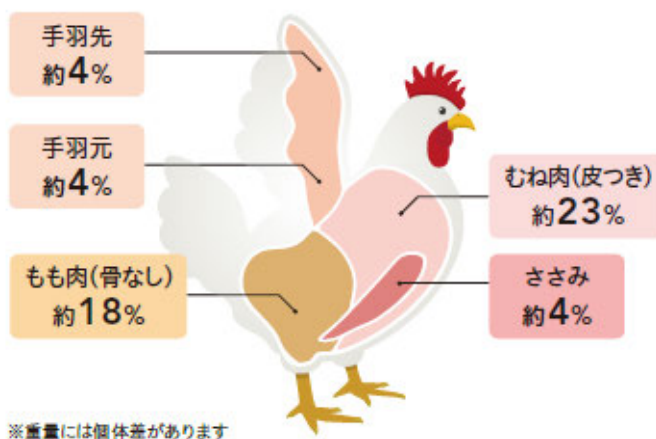 手羽先
約4%
手羽元
約4%
もも肉(骨なし)
約18%
むね肉(皮つき)
約23%
ささみ
約4%
※重量には個体差があります